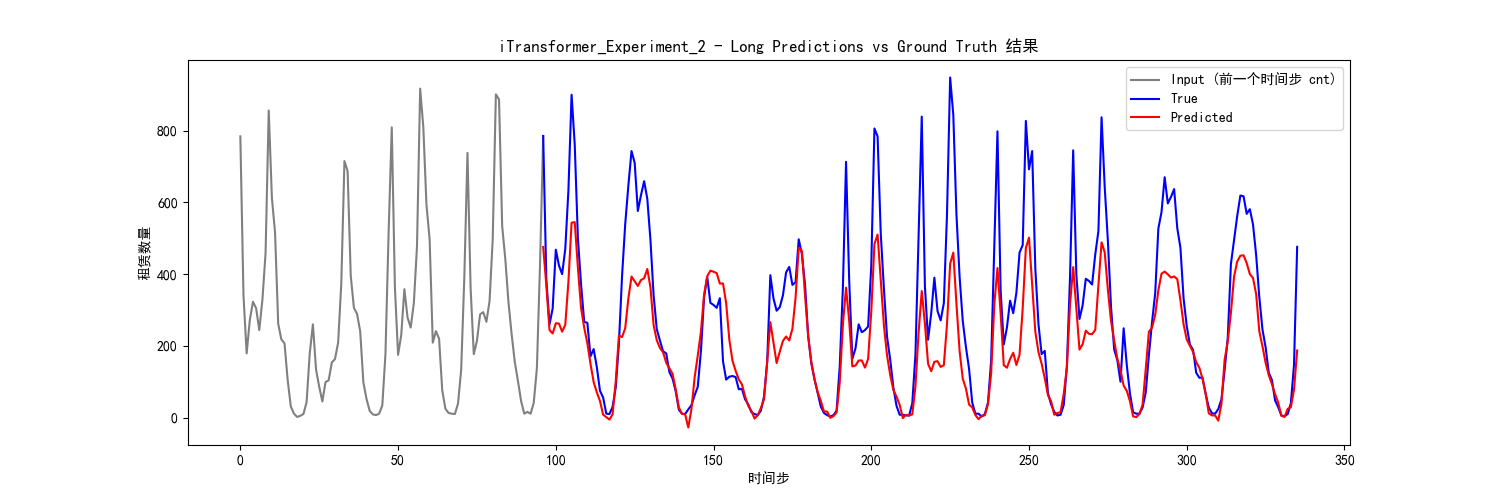 iTransformer_Experiment_2 - Long Predictions vs Ground Truth 结果
Input (前一个时间步 cnt)
True
Predicted
租赁数量
800
600
400
200
0
0
50
100
150
200
250
300
350
时间步